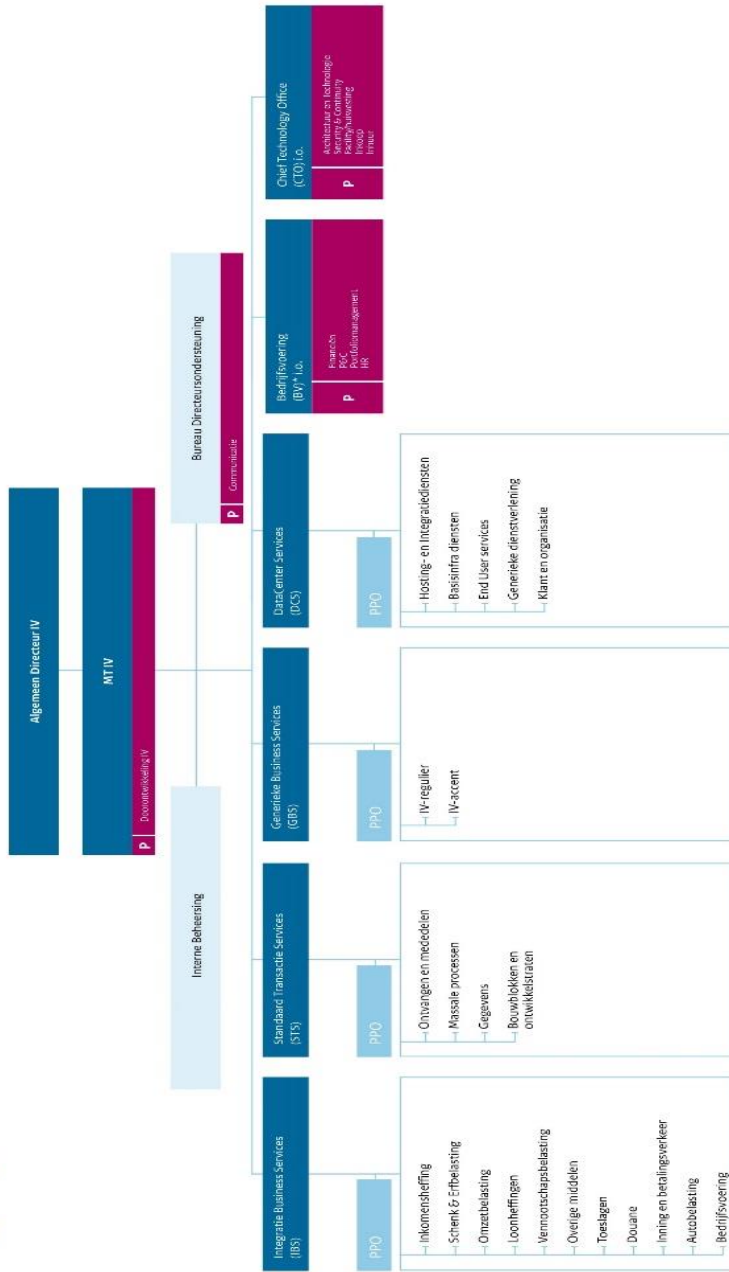 Algemeen Directeur IV
MT IV
P Doorontwikkeling IV
Interne Beheersing
Bureau Directeursondersteuning
P Communicatie
Integratie Business Services
(IBS)
PPO
Inkomensheffing
Schenk & Erfbelasting
Omzetbelasting
Loonheffingen
Vennootschapsbelasting
Overige middelen
Toeslagen
Douane
Inning en betalingsverkeer
Autobelasting
Bedrijfsvoering
Standaard Transactie Services
(STS)
PPO
Ontvangen en mededelen
Massale processen
Gegevens
Bouwblokken en
ontwikkelstraten
Generieke Business Services
(GBS)
PPO
IV-regulier
IV-accent
DataCenter Services
(DCS)
PPO
Hosting- en Integratiediensten
Basisinfra diensten
End User services
Generieke dienstverlening
Klant en organisatie
Bedrijfsvoering
(BV)* i.o.
P
Financiën
P&C
Portfoliomanagement
HR
Chief Technology Office
(CTO) i.o.
P
Architectuur en Technologie
Security & Continuity
Facility/huisvesting
Inkoop
Inhuur